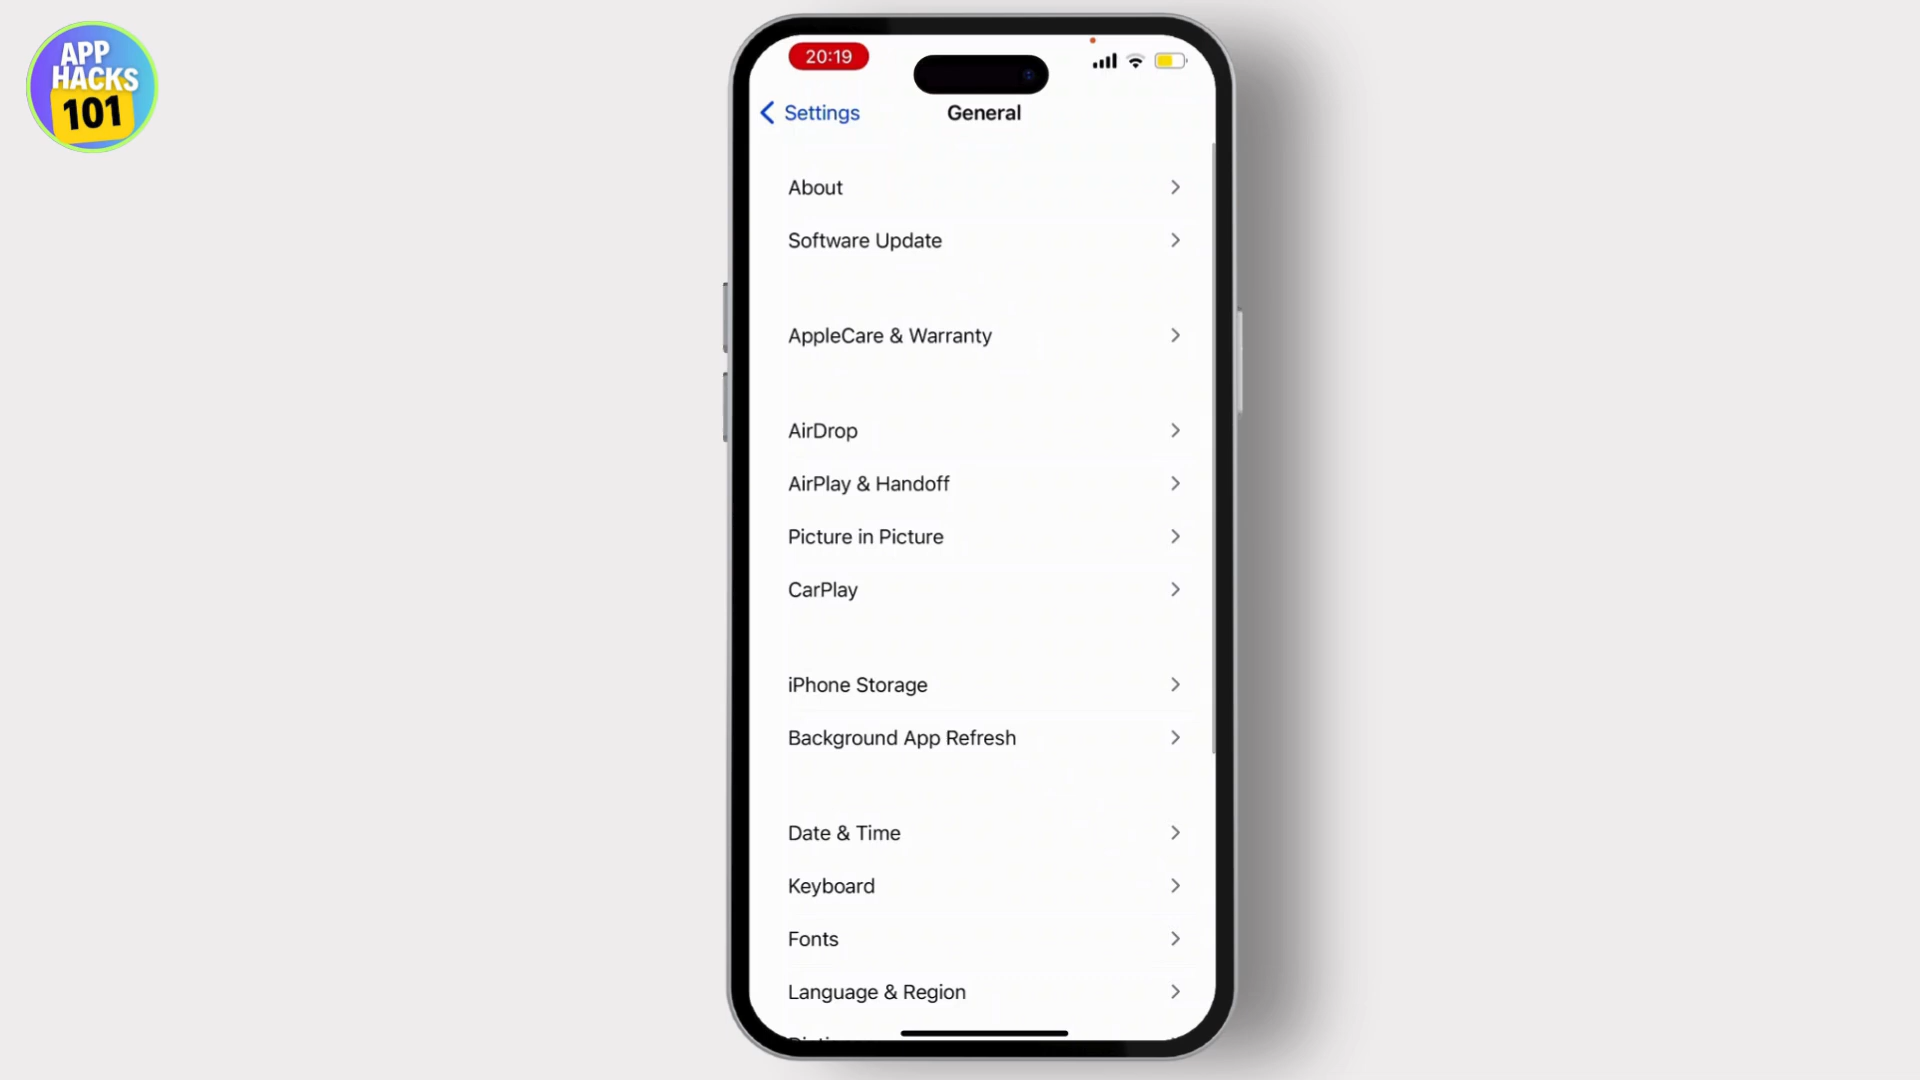 APP
HACKS
101
20:19
Settings
General
About
Software Update
AppleCare & Warranty
AirDrop
AirPlay & Handoff
Picture in Picture
CarPlay
iPhone Storage
Background App Refresh
Date & Time
Keyboard
Fonts
Language & Region